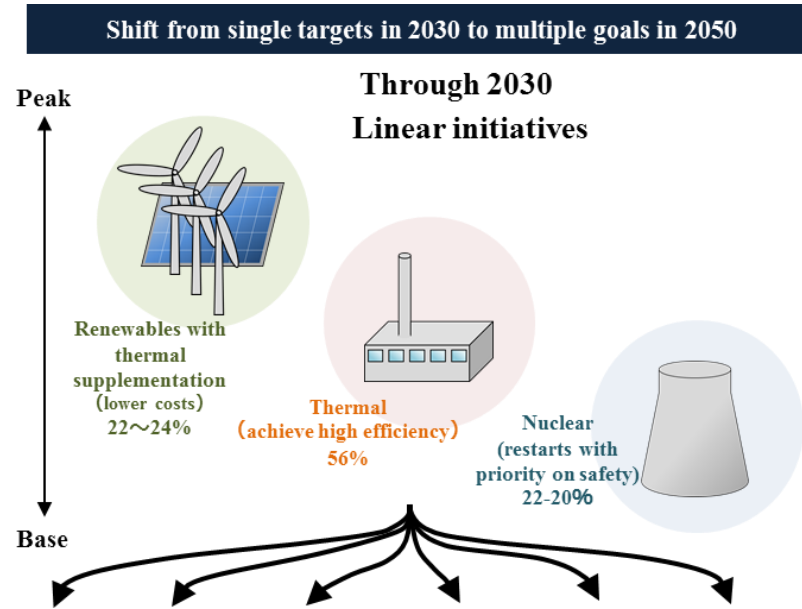 Shift from single targets in 2030 to multiple goals in 2050
Through 2030
Linear initiatives
Peak
Renewables with
thermal
supplementation
（lower costs）
22～24%
Thermal
（achieve high efficiency）
56%
Nuclear
(restarts with
priority on safety)
22-20%
Base